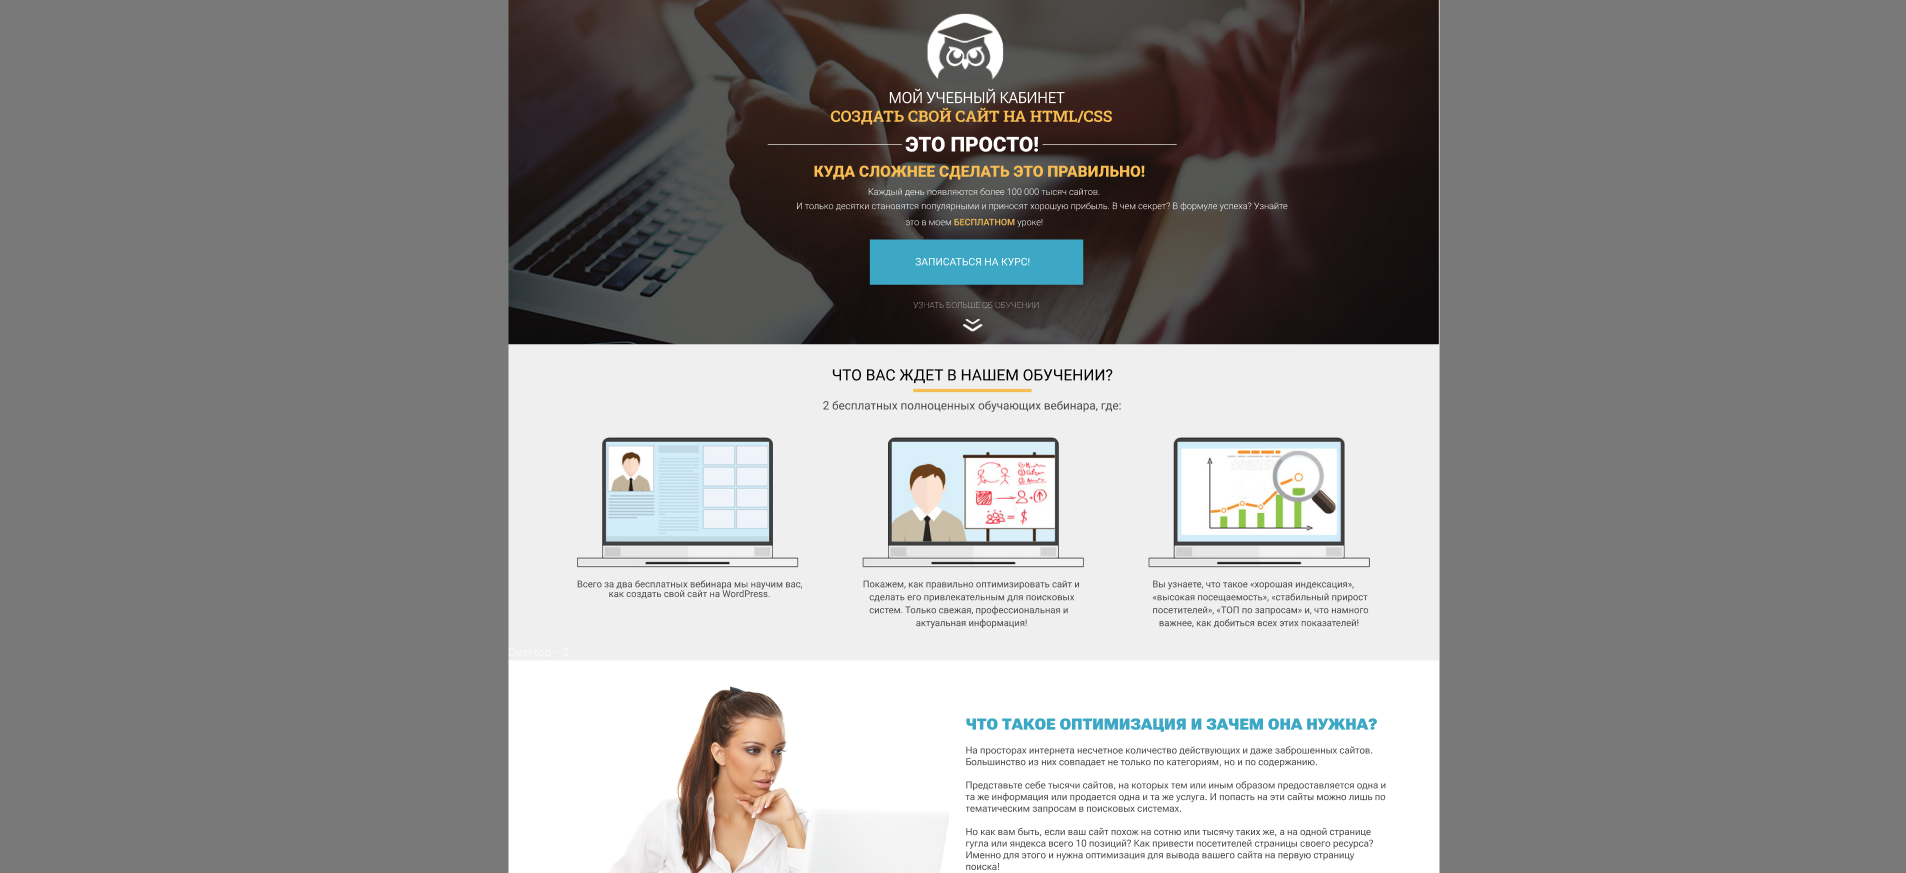 МОЙ УЧЕБНЫЙ КАБИНЕТ
СОЗДАТЬ СВОЙ САЙТ НА HTML/CSS
ЭТО ПРОСТО!
КУДА СЛОЖНЕЕ СДЕЛАТЬ ЭТО ПРАВИЛЬНО!
Каждый день появляются более 100 000 тысяч сайтов.
И только десятки становятся популярными и приносят хорошую прибыль. В чем секрет? В формуле успеха? Узнайте
это в моем БЕСПЛАТНОМ уроке!
ЗАПИСАТЬСЯ НА КУРС!
УЗНАТЬ БОЛЬШЕ ОБ ОБУЧЕНИИ
ЧТО ВАС ЖДЕТ В НАШЕМ ОБУЧЕНИИ?
2 бесплатных полноценных обучающих вебинара, где:
Всего за два бесплатных вебинара мы научим вас,
как создать свой сайт на WordPress.
Покажем, как правильно оптимизировать сайт и
сделать его привлекательным для поисковых
систем. Только свежая, профессиональная и
актуальная информация!
Вы узнаете, что такое «хорошая индексация»,
«высокая посещаемость», «стабильный прирост
посетителей», «ТОП по запросам» и, что намного
важнее, как добиться всех этих показателей!
Desktop - 3
ЧТО ТАКОЕ ОПТИМИЗАЦИЯ И ЗАЧЕМ ОНА НУЖНА?
На просторах интернета несчетное количество действующих и даже заброшенных сайтов.
Большинство из них совпадает не только по категориям, но и по содержанию.
Представьте себе тысячи сайтов, на которых тем или иным образом предоставляется одна и
та же информация или продается одна и та же услуга. И попасть на эти сайты можно лишь по
тематическим запросам в поисковых системах.
Но как вам быть, если ваш сайт похож на сотню или тысячу таких же, а на одной странице
гугла или яндекса всего 10 позиций? Как привести посетителей страницы своего ресурса?
Именно для этого и нужна оптимизация для вывода вашего сайта на первую страницу
поиска!